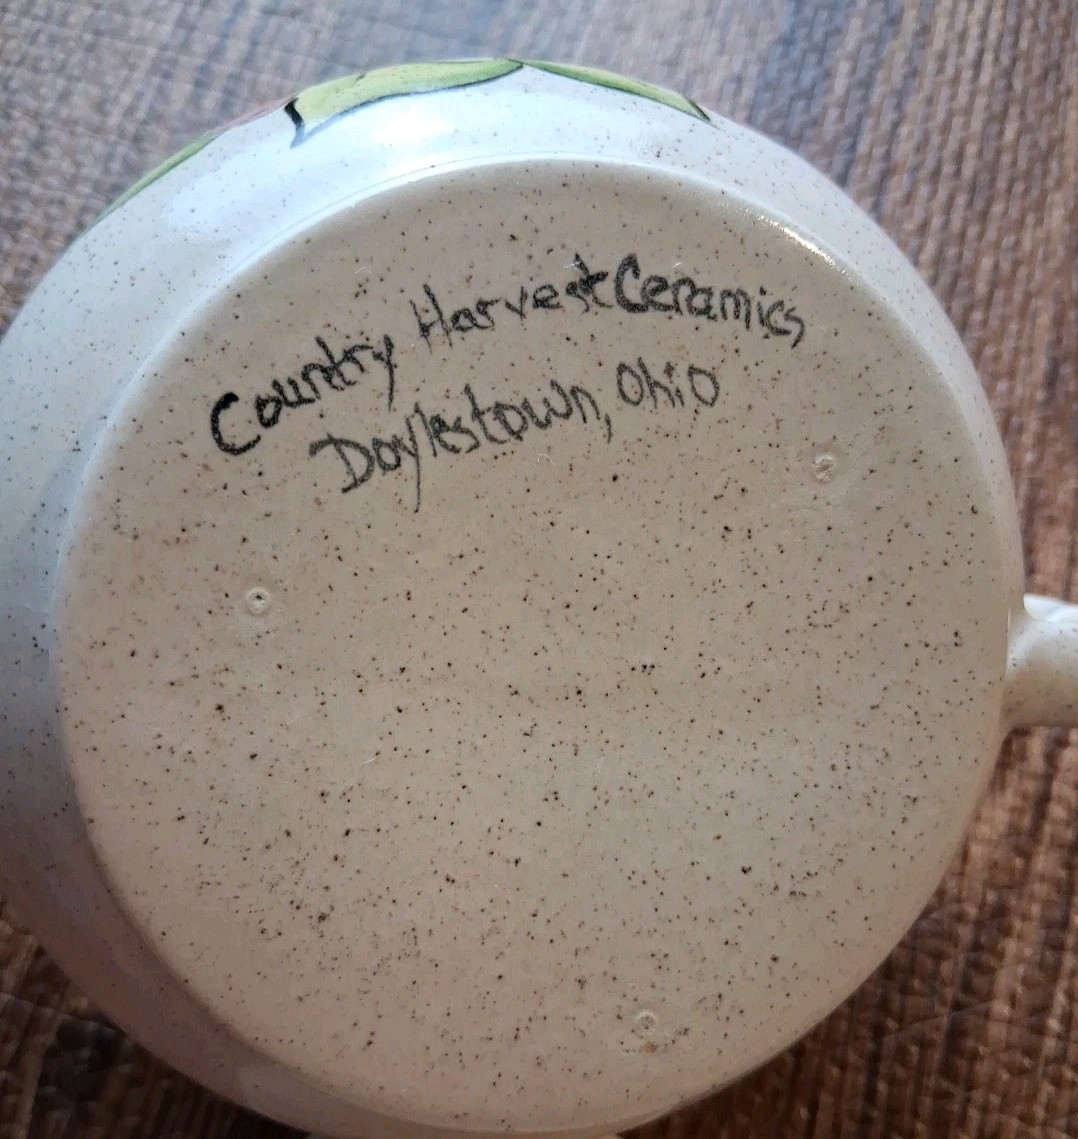 Country Harvest Ceramics,
Doylestown, Ohio